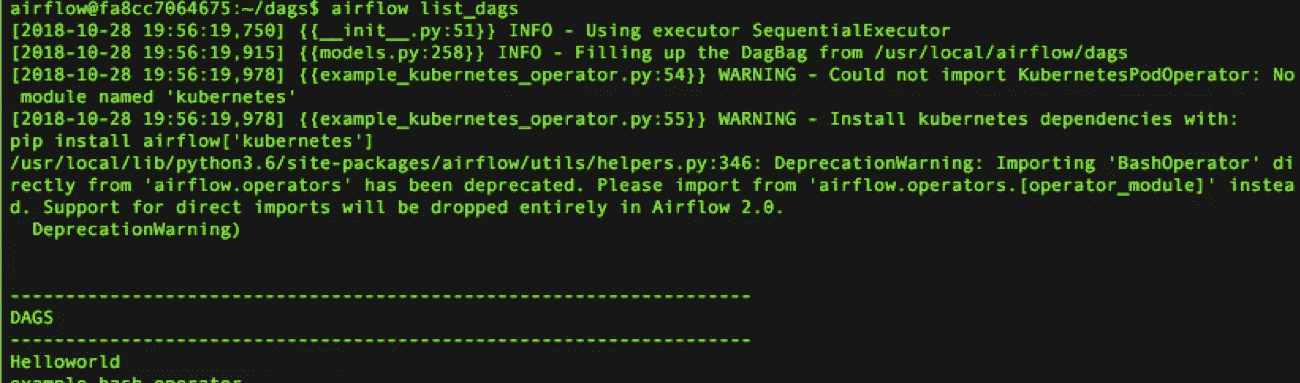 airflow@fa8cc7064675:~/dags$ airflow list_dags
[2018-10-28 19:56:19,750] {{__init__.py:51}} INFO - Using executor SequentialExecutor
[2018-10-28 19:56:19,915] {{models.py:258}} INFO - Filling up the DagBag from /usr/local/airflow/dags
[2018-10-28 19:56:19,978] {{example_kubernetes_operator.py:54}} WARNING - Could not import KubernetesPodOperator: No
 module named 'kubernetes'
[2018-10-28 19:56:19,978] {{example_kubernetes_operator.py:55}} WARNING - Install kubernetes dependencies with:
pip install airflow['kubernetes']
/usr/local/lib/python3.6/site-packages/airflow/utils/helpers.py:346: DeprecationWarning: Importing 'BashOperator' di
rectly from 'airflow.operators' has been deprecated. Please import from 'airflow.operators.[operator_module]' instea
d. Support for direct imports will be dropped entirely in Airflow 2.0.
  DeprecationWarning)
-------------------------------------------------------------------
DAGS
-------------------------------------------------------------------
Helloworld
example_bash_operator